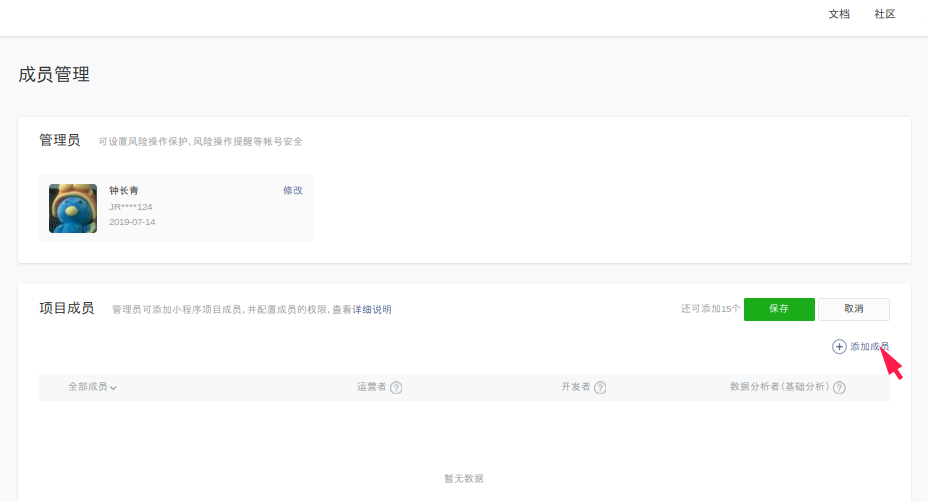 文档 社区
成员管理
管理员 可设置风险操作保护,风险操作提醒等帐号安全
钟长青 修改
JR****124
2019-07-14
项目成员 管理员可添加小程序项目成员,并配置成员的权限,查看详细说明 还可添加15个 保存 取消
添加成员
全部成员 运营者 ? 开发者 ? 数据分析者(基础分析) ?
暂无数据